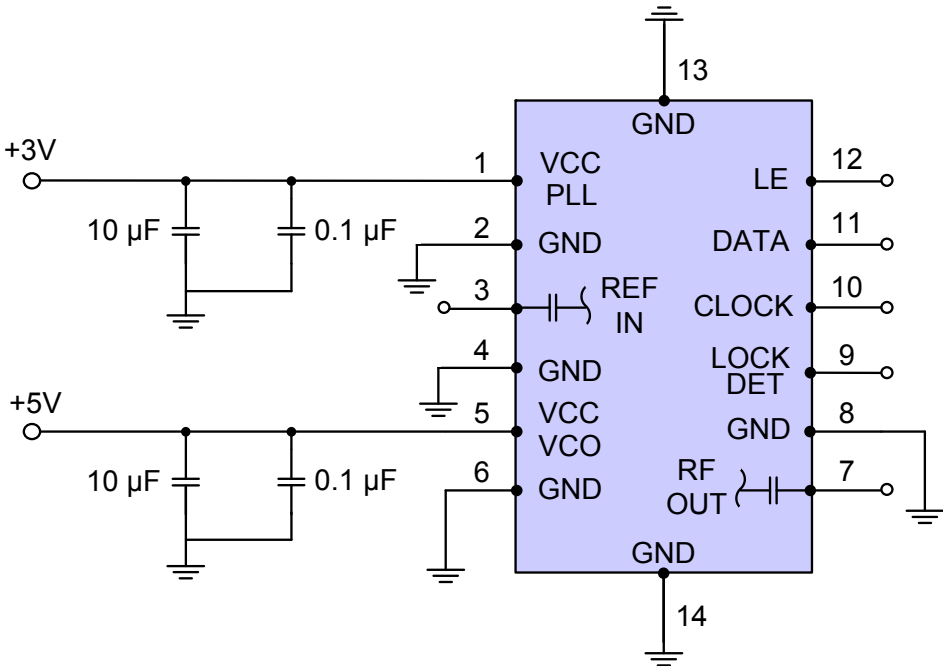 13
GND
+3V
1
VCC
PLL
12
LE
10 µF
0.1 µF
2
GND
11
DATA
3
REF
IN
10
CLOCK
4
GND
9
LOCK
DET
+5V
5
VCC
VCO
8
GND
10 µF
0.1 µF
6
GND
7
RF
OUT
GND
14